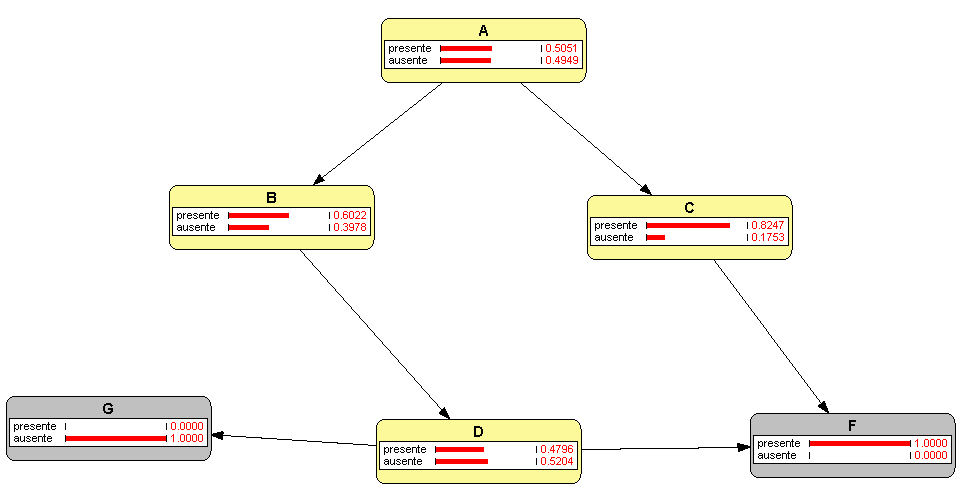 A
presente 0.5051
ausente 0.4949
B
presente 0.6022
ausente 0.3978
C
presente 0.8247
ausente 0.1753
G
presente 0.0000
ausente 1.0000
D
presente 0.4796
ausente 0.5204
F
presente 1.0000
ausente 0.0000